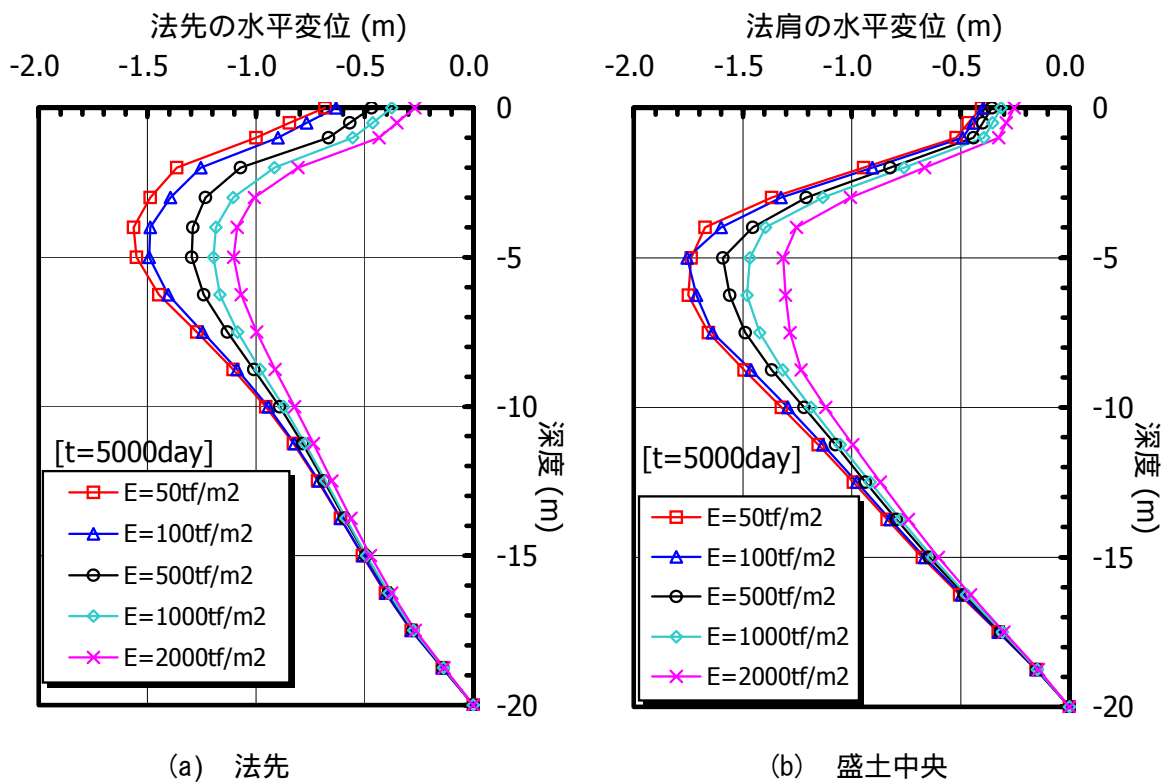 法先の水平変位 (m)
-2.0 -1.5 -1.0 -0.5 0.0
0
-5
-10
-15
-20
深度 (m)
[t=5000day]
E=50tf/m2
E=100tf/m2
E=500tf/m2
E=1000tf/m2
E=2000tf/m2
(a) 法先
法肩の水平変位 (m)
-2.0 -1.5 -1.0 -0.5 0.0
0
-5
-10
-15
-20
深度 (m)
[t=5000day]
E=50tf/m2
E=100tf/m2
E=500tf/m2
E=1000tf/m2
E=2000tf/m2
(b) 盛土中央